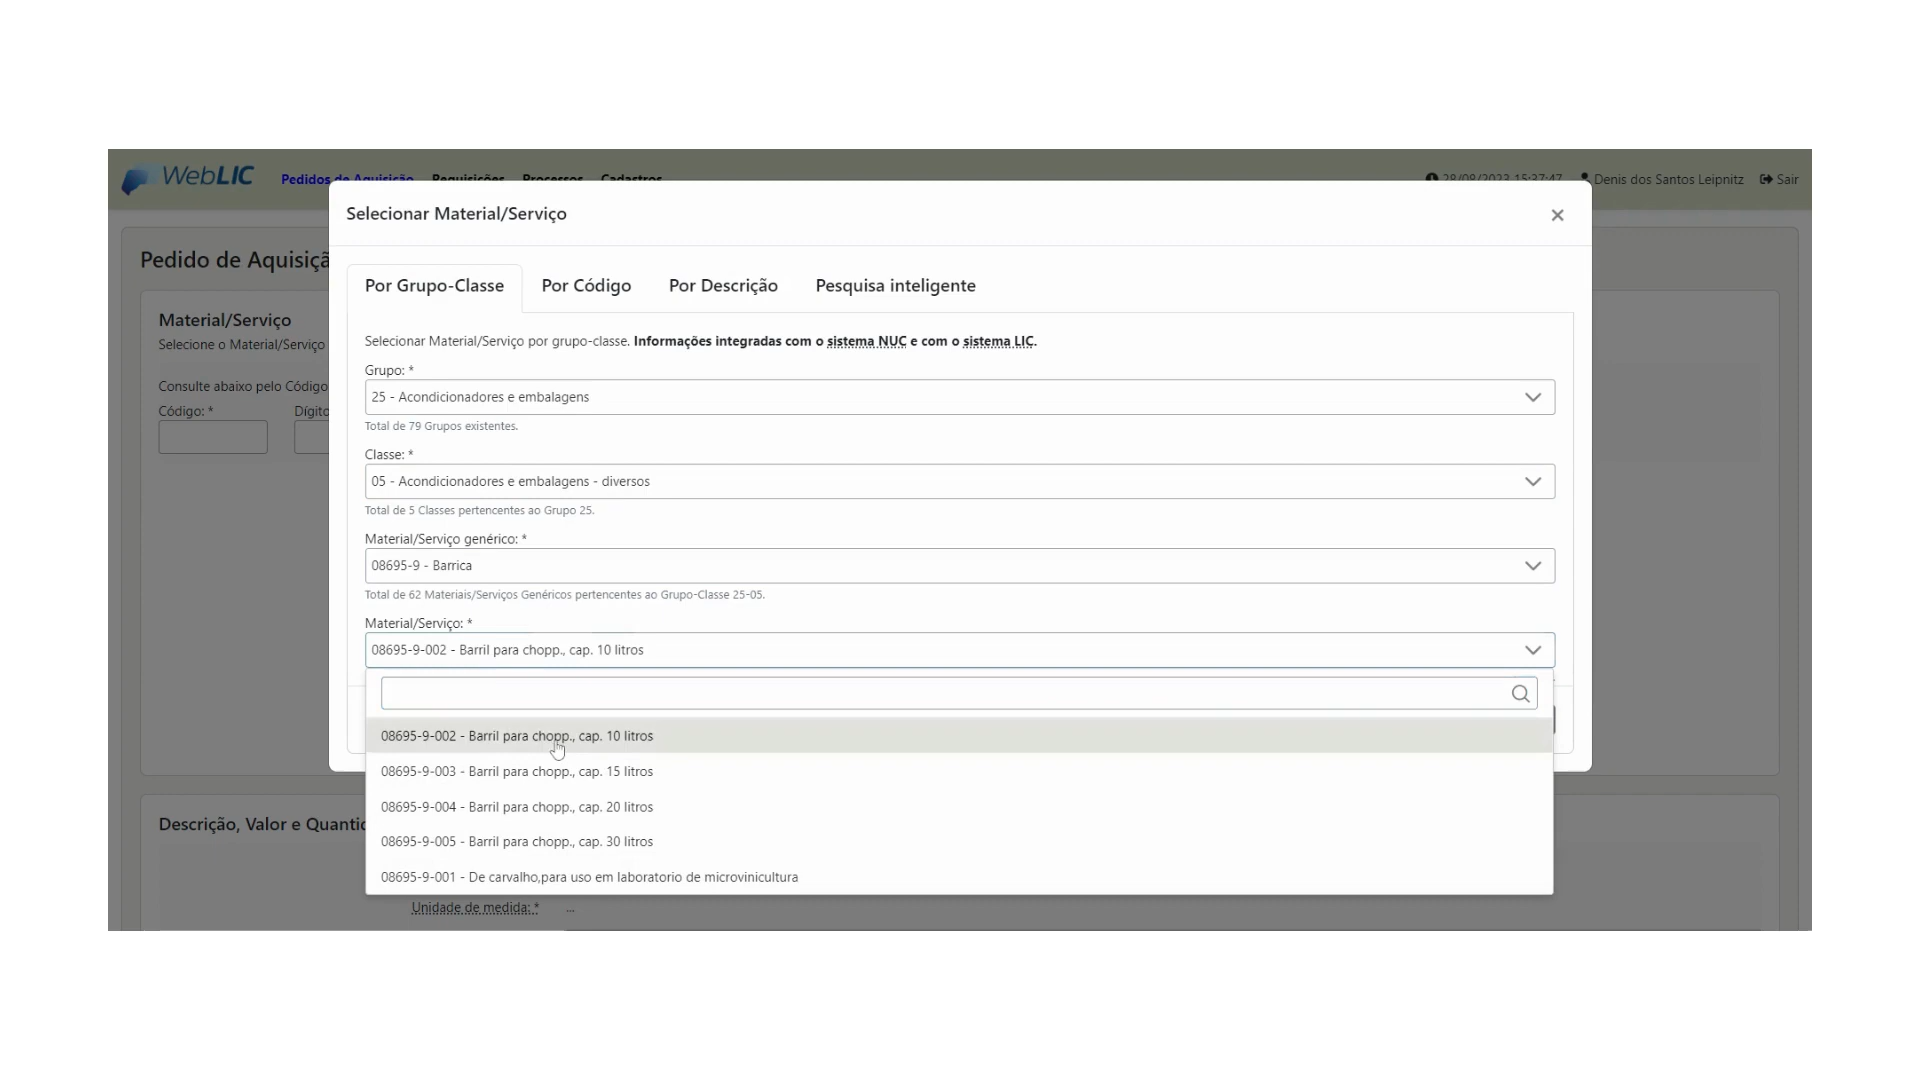 WebLIC
Pedidos de Aquisição Requisições Processos Cadastros
28/08/2023 15:37:47 Denis dos Santos Leipnitz Sair
Selecionar Material/Serviço
×
Pedido de Aquisiçã
Material/Serviço
Selecione o Material/Serviço
Consulte abaixo pelo Código
Código: * Dígito
Por Grupo-Classe Por Código Por Descrição Pesquisa inteligente
Selecionar Material/Serviço por grupo-classe. Informações integradas com o sistema NUC e com o sistema LIC.
Grupo: *
25 - Acondicionadores e embalagens
Total de 79 Grupos existentes.
Classe: *
05 - Acondicionadores e embalagens - diversos
Total de 5 Classes pertencentes ao Grupo 25.
Material/Serviço genérico: *
08695-9 - Barrica
Total de 62 Materiais/Serviços Genéricos pertencentes ao Grupo-Classe 25-05.
Material/Serviço: *
08695-9-002 - Barril para chopp., cap. 10 litros
08695-9-002 - Barril para chopp., cap. 10 litros
08695-9-003 - Barril para chopp., cap. 15 litros
08695-9-004 - Barril para chopp., cap. 20 litros
08695-9-005 - Barril para chopp., cap. 30 litros
08695-9-001 - De carvalho,para uso em laboratorio de microvinicultura
Descrição, Valor e Quantid
Unidade de medida: * ...